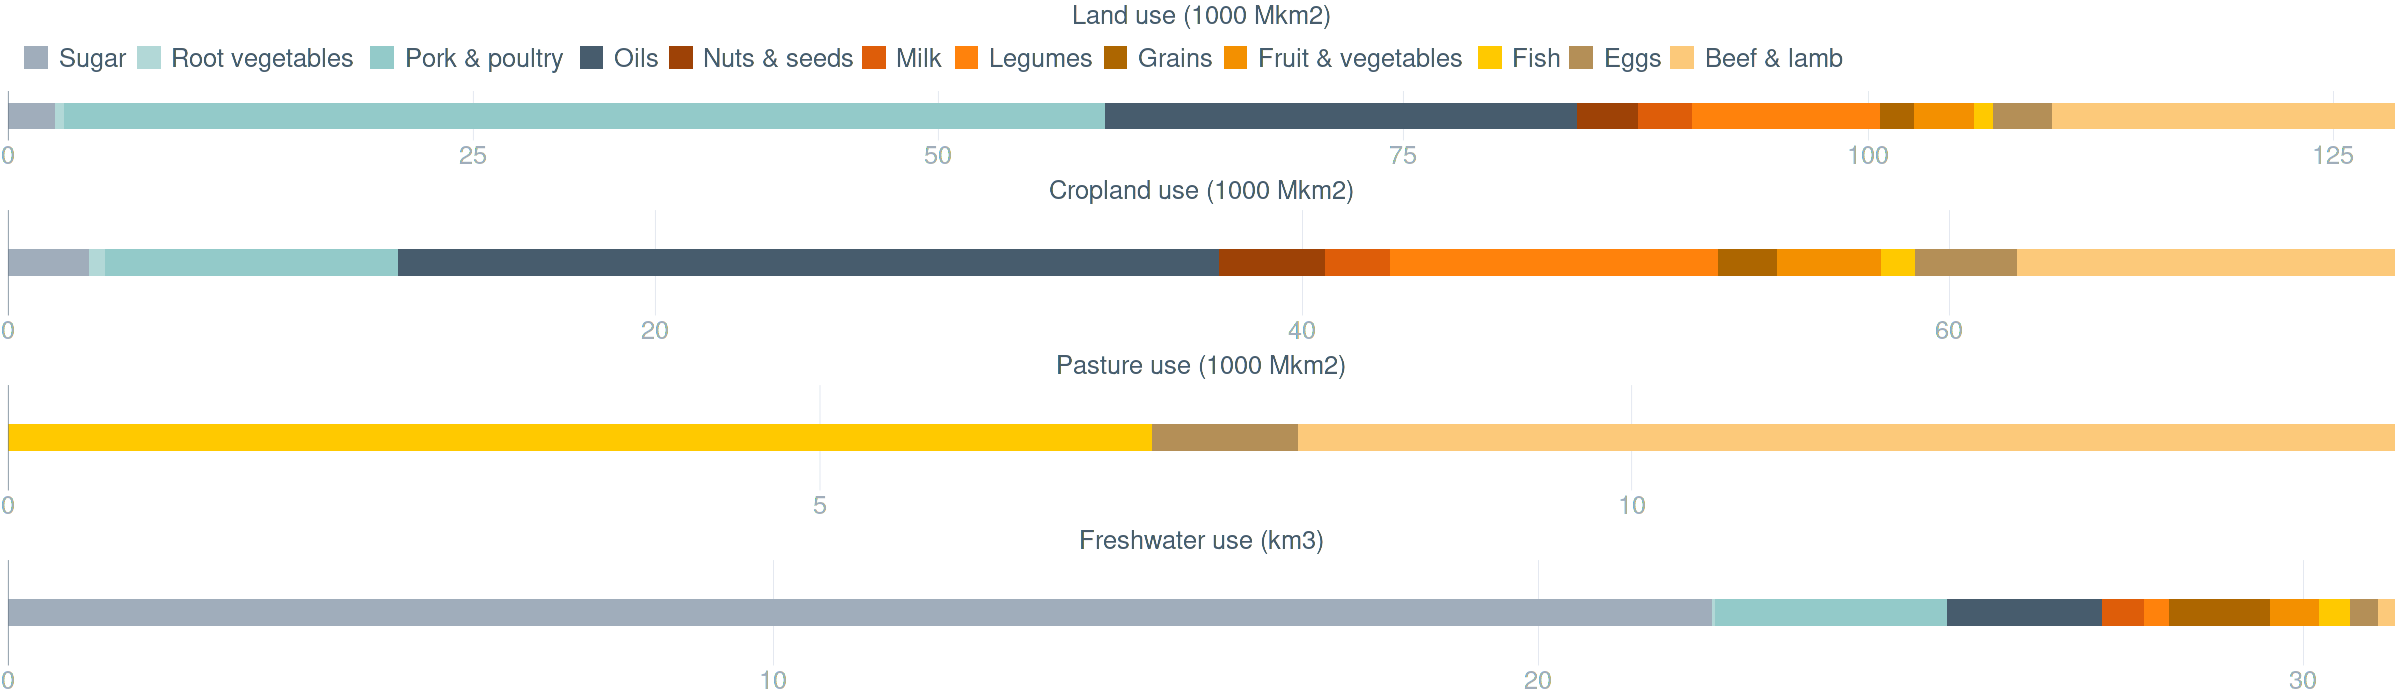 Land use (1000 Mkm2)
Sugar Root vegetables Pork & poultry Oils Nuts & seeds Milk Legumes Grains Fruit & vegetables Fish Eggs Beef & lamb
0 25 50 75 100 125
Cropland use (1000 Mkm2)
0 20 40 60
Pasture use (1000 Mkm2)
0 5 10
Freshwater use (km3)
0 10 20 30